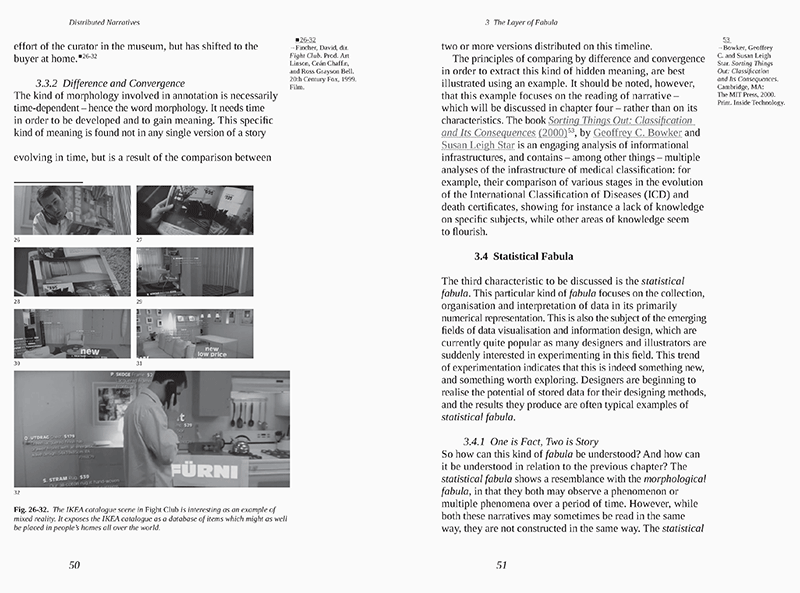 Distributed Narratives
effort of the curator in the museum, but has shifted to the
buyer at home.■26-32
■26-32
→Fincher, David, dir.
Fight Club. Prod. Art
Linson, Ceán Chaffin,
and Ross Grayson Bell.
20th Century Fox, 1999.
Film.
3.3.2 Difference and Convergence
The kind of morphology involved in annotation is necessarily
time-dependent – hence the word morphology. It needs time
in order to be developed and to gain meaning. This specific
kind of meaning is found not in any single version of a story
evolving in time, but is a result of the comparison between
26
27
28
29
new
30
new
low price
31
P. SKOGE
O. UTDRAG $179
S. STRAM $30
FÜRNI
32
Fig. 26-32. The IKEA catalogue scene in Fight Club is interesting as an example of
mixed reality. It exposes the IKEA catalogue as a database of items which might as well
be placed in people's homes all over the world.
50
3 The Layer of Fabula
two or more versions distributed on this timeline.
The principles of comparing by difference and convergence
in order to extract this kind of hidden meaning, are best
illustrated using an example. It should be noted, however,
that this example focuses on the reading of narrative –
which will be discussed in chapter four – rather than on its
characteristics. The book Sorting Things Out: Classification
and Its Consequences (2000)53, by Geoffrey C. Bowker and
Susan Leigh Star is an engaging analysis of informational
infrastructures, and contains – among other things – multiple
analyses of the infrastructure of medical classification: for
example, their comparison of various stages in the evolution
of the International Classification of Diseases (ICD) and
death certificates, showing for instance a lack of knowledge
on specific subjects, while other areas of knowledge seem
to flourish.
53.
→Bowker, Geoffrey
C. and Susan Leigh
Star. Sorting Things
Out: Classification
and Its Consequences.
Cambridge, MA:
The MIT Press, 2000.
Print. Inside Technology.
3.4 Statistical Fabula
The third characteristic to be discussed is the statistical
fabula. This particular kind of fabula focuses on the collection,
organisation and interpretation of data in its primarily
numerical representation. This is also the subject of the emerging
fields of data visualisation and information design, which are
currently quite popular as many designers and illustrators are
suddenly interested in experimenting in this field. This trend
of experimentation indicates that this is indeed something new,
and something worth exploring. Designers are beginning to
realise the potential of stored data for their designing methods,
and the results they produce are often typical examples of
statistical fabula.
3.4.1 One is Fact, Two is Story
So how can this kind of fabula be understood? And how can
it be understood in relation to the previous chapter? The
statistical fabula shows a resemblance with the morphological
fabula, in that they both may observe a phenomenon or
multiple phenomena over a period of time. However, while
both these narratives may sometimes be read in the same
way, they are not constructed in the same way. The statistical
51